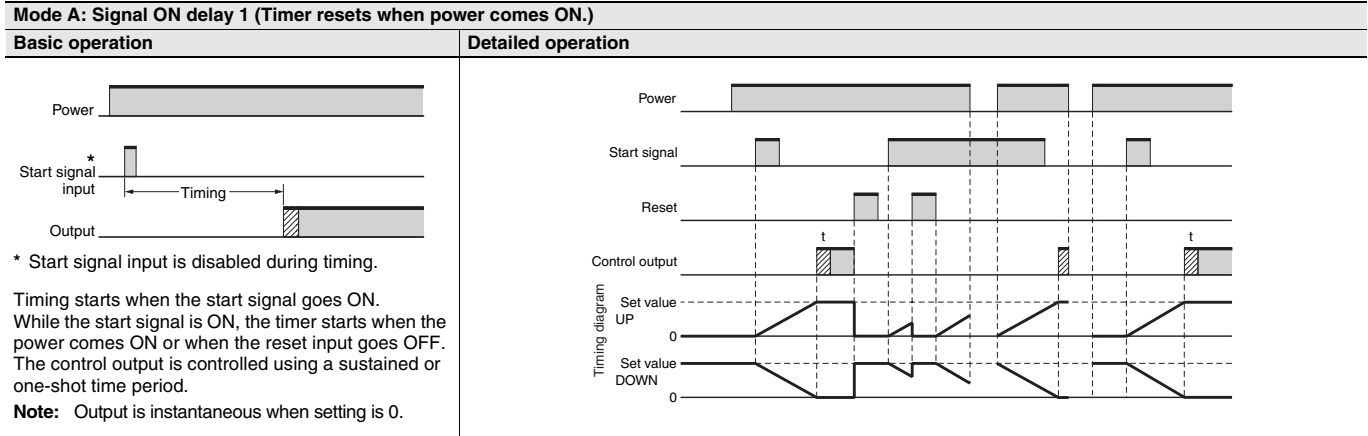 Mode A: Signal ON delay 1 (Timer resets when power comes ON.)
Basic operation
Detailed operation
Power
*
Start signal
input
Timing
Output
* Start signal input is disabled during timing.
Timing starts when the start signal goes ON.
While the start signal is ON, the timer starts when the
power comes ON or when the reset input goes OFF.
The control output is controlled using a sustained or
one-shot time period.
Note: Output is instantaneous when setting is 0.
Power
Start signal
Reset
t
t
Control output
Timing diagram
Set value
UP
0
Set value
DOWN
0